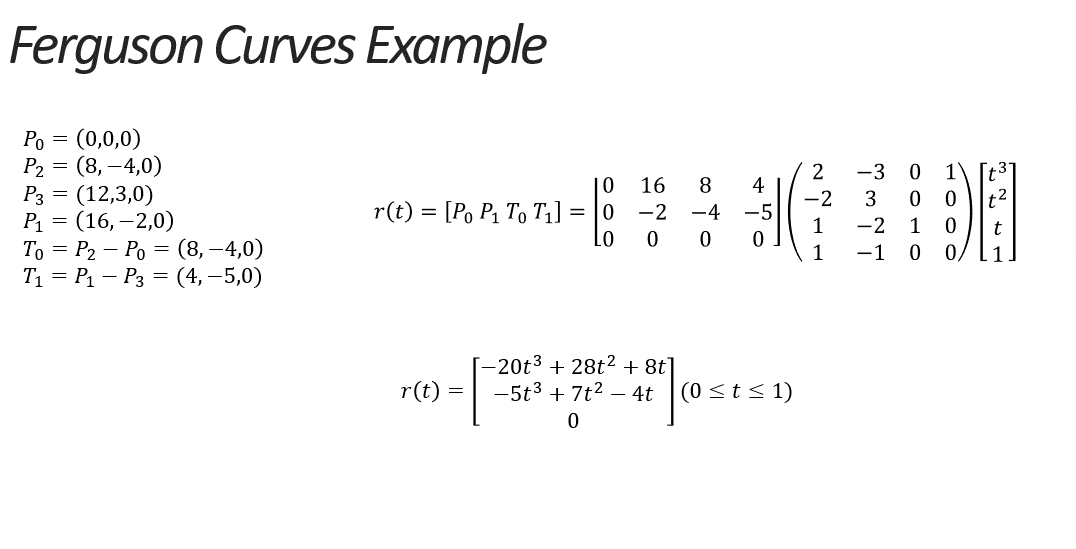 Ferguson Curves Example
P₀ = (0,0,0)
P₂ = (8,−4,0)
P₃ = (12,3,0)
P₁ = (16,−2,0)
T₀ = P₂ − P₀ = (8,−4,0)
T₁ = P₁ − P₃ = (4,−5,0)
r(t) = [P₀ P₁ T₀ T₁] = [0 16 8 4; 0 −2 −4 −5; 0 0 0 0] (2 −3 0 1; −2 3 0 0; 1 −2 1 0; 1 −1 0 0) [t³; t²; t; 1]
r(t) = [−20t³ + 28t² + 8t; −5t³ + 7t² − 4t; 0] (0 ≤ t ≤ 1)